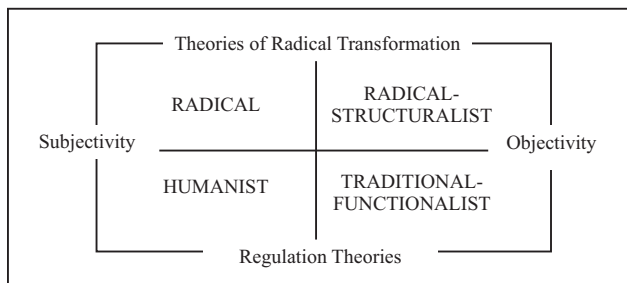 Theories of Radical Transformation
RADICAL
RADICAL-
STRUCTURALIST
Subjectivity
Objectivity
HUMANIST
TRADITIONAL-
FUNCTIONALIST
Regulation Theories